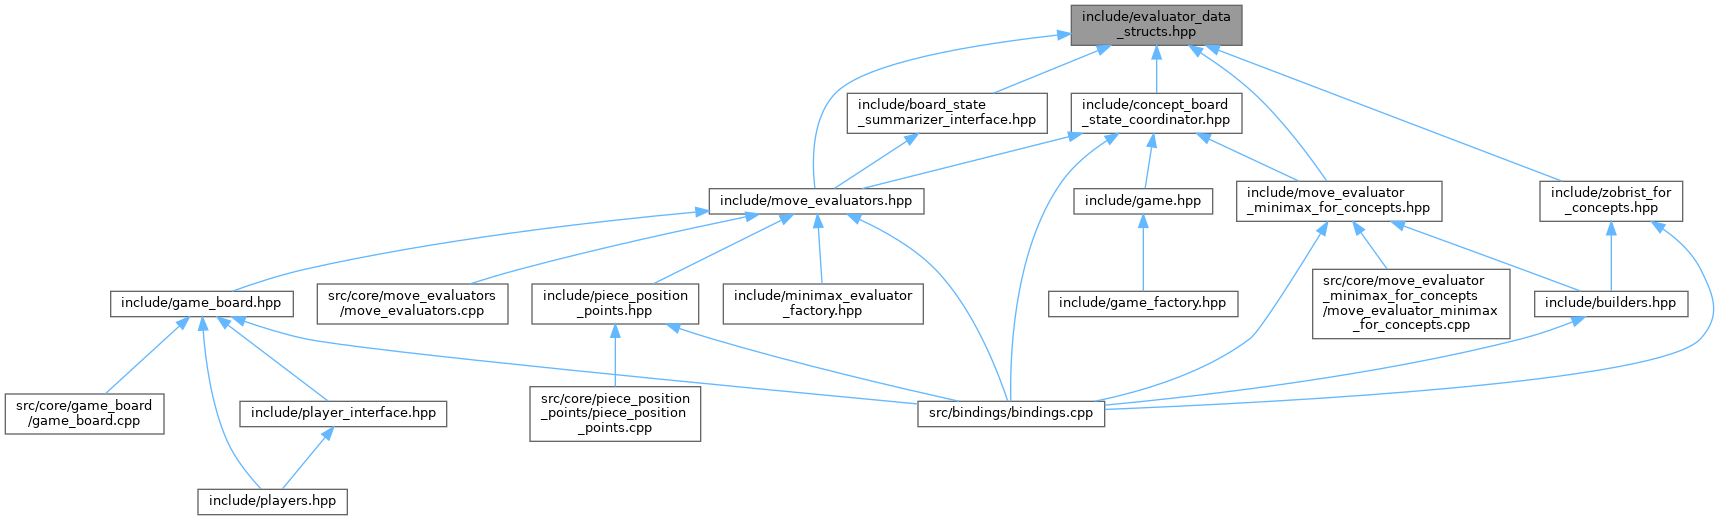 include/evaluator_data
_structs.hpp
include/board_state
_summarizer_interface.hpp
include/concept_board
_state_coordinator.hpp
include/move_evaluators.hpp
include/game.hpp
include/move_evaluator
_minimax_for_concepts.hpp
include/zobrist_for
_concepts.hpp
include/game_board.hpp
src/core/move_evaluators
/move_evaluators.cpp
include/piece_position
_points.hpp
include/minimax_evaluator
_factory.hpp
include/game_factory.hpp
src/core/move_evaluator
_minimax_for_concepts
/move_evaluator_minimax
_for_concepts.cpp
include/builders.hpp
src/core/game_board
/game_board.cpp
include/player_interface.hpp
src/core/piece_position
_points/piece_position
_points.cpp
src/bindings/bindings.cpp
include/players.hpp